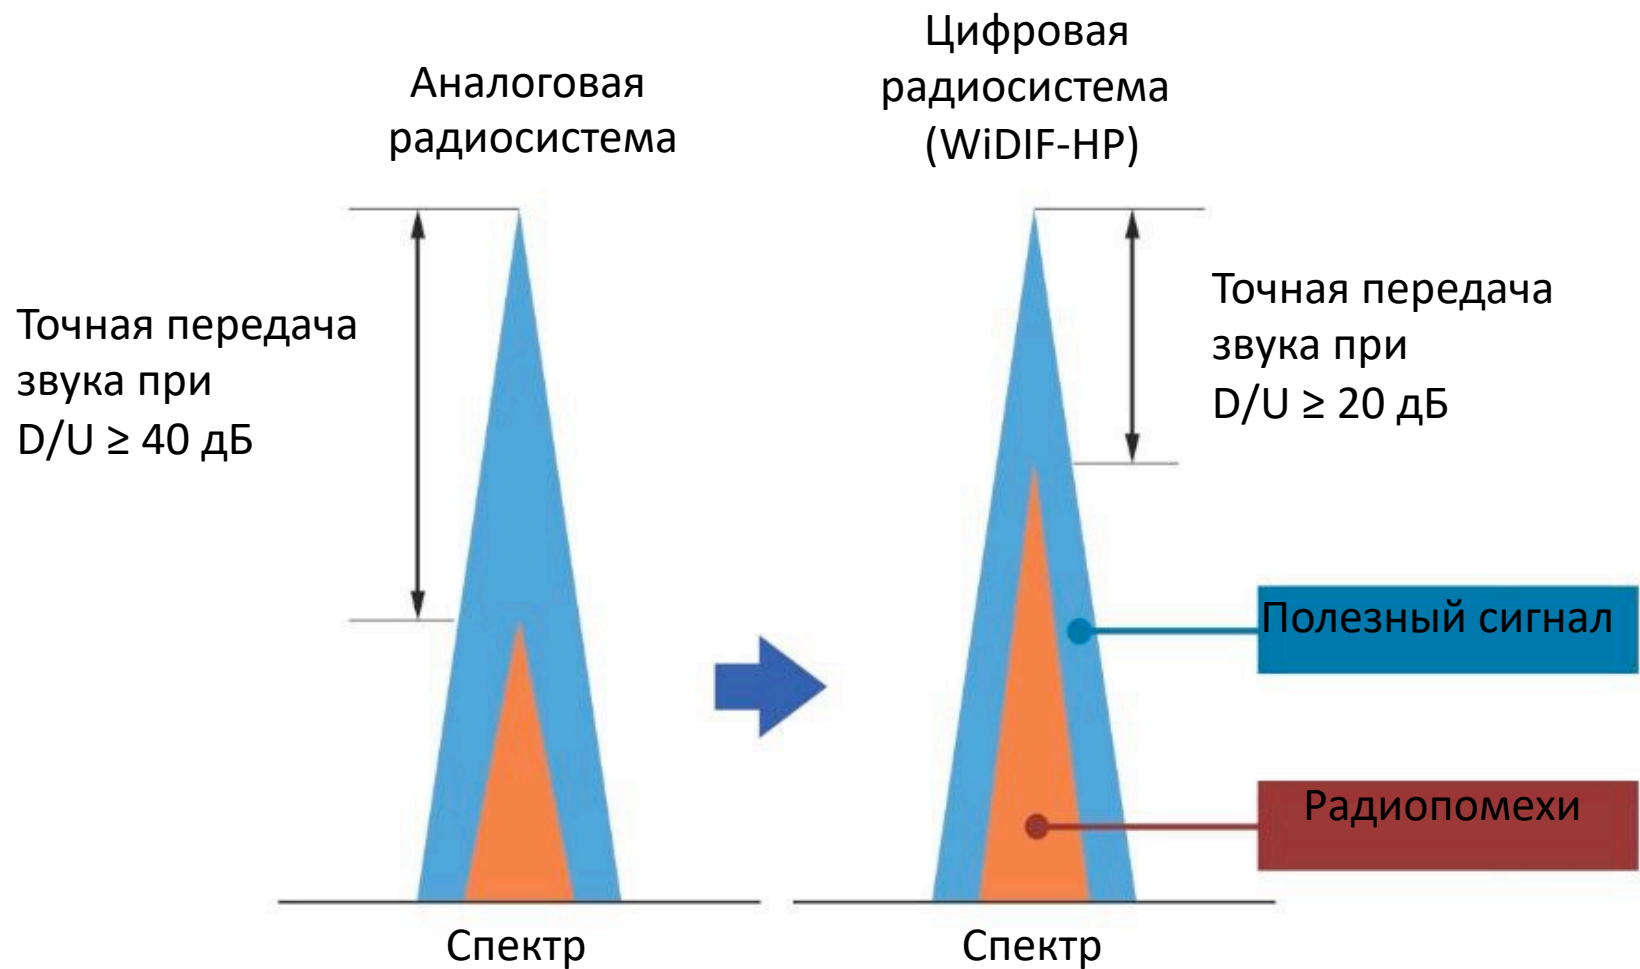 Аналоговая
радиосистема
Цифровая
радиосистема
(WiDIF-HP)
Точная передача
звука при
D/U ≥ 40 дБ
Точная передача
звука при
D/U ≥ 20 дБ
Полезный сигнал
Радиопомехи
Спектр
Спектр